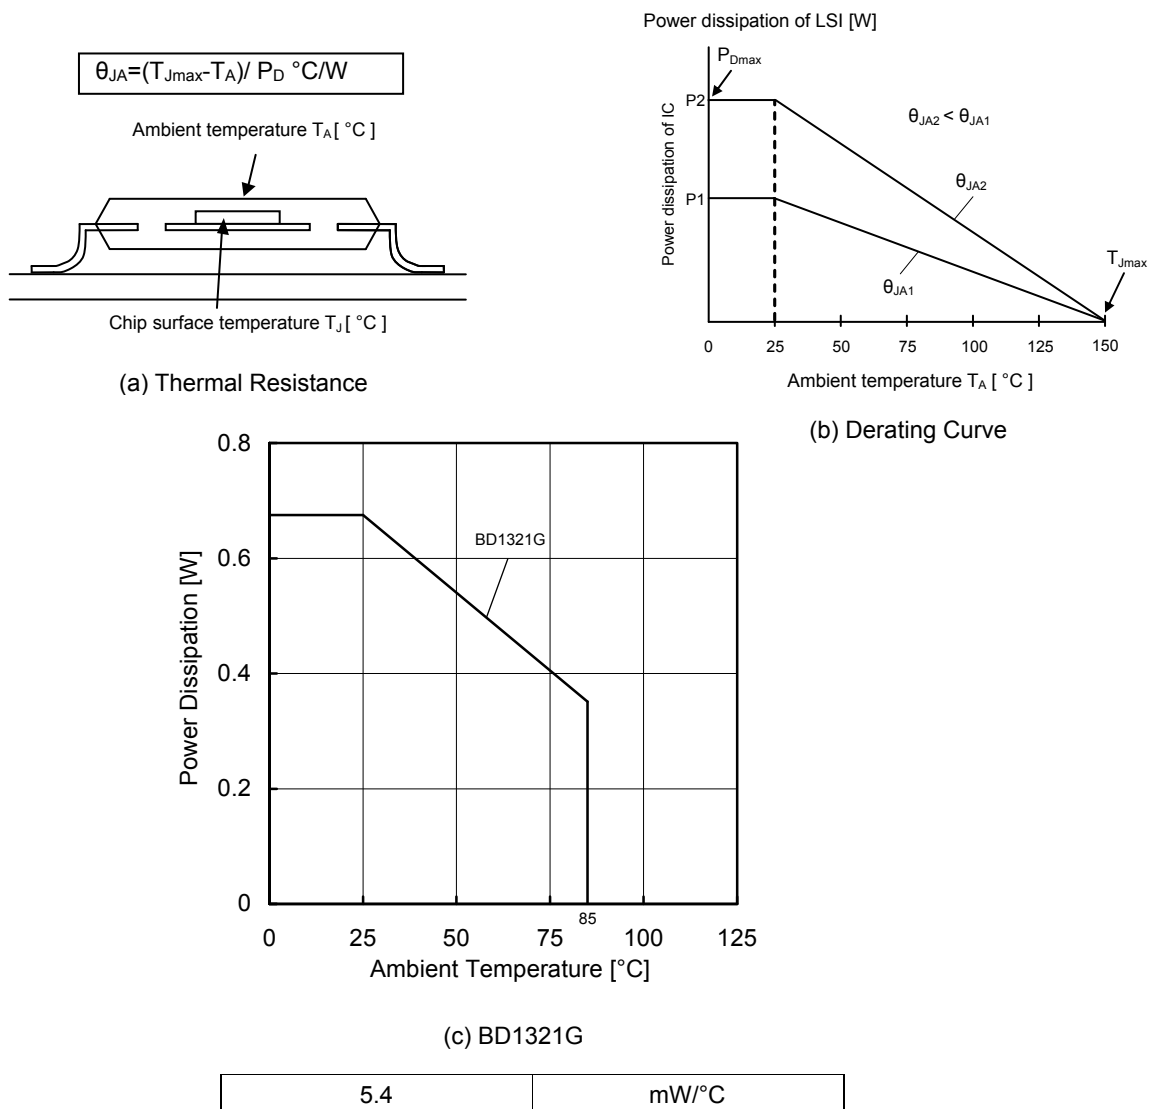 Power dissipation of LSI [W]
θJA=(TJmax-TA)/ PD °C/W
Ambient temperature TA [ °C ]
Chip surface temperature TJ [ °C ]
(a) Thermal Resistance
PDmax
P2
P1
Power dissipation of IC
θJA2 < θJA1
θJA2
θJA1
TJmax
0 25 50 75 100 125 150
Ambient temperature TA [ °C ]
(b) Derating Curve
0.8
0.6
0.4
0.2
0
Power Dissipation [W]
BD1321G
85
0 25 50 75 100 125
Ambient Temperature [°C]
(c) BD1321G
5.4 mW/°C